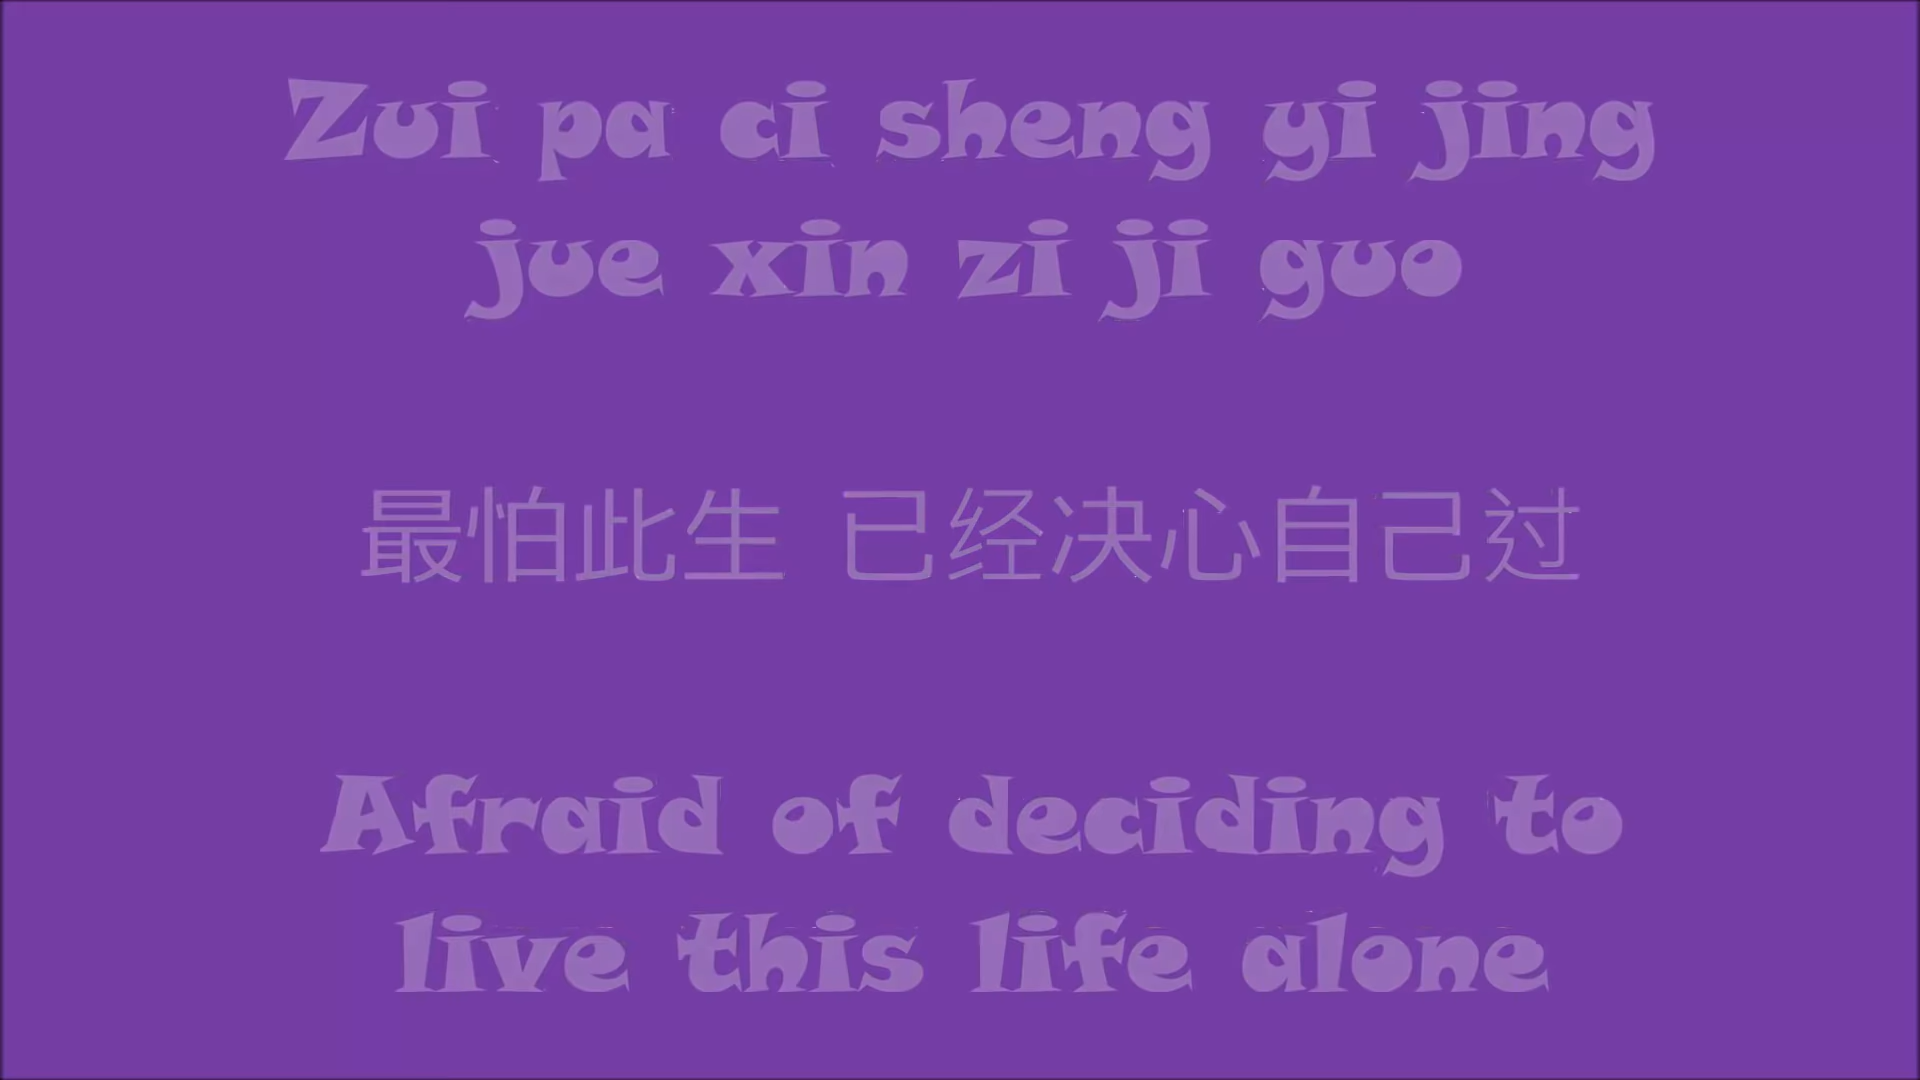 Zui pa ci sheng yi jing
jue xin zi ji guo
最怕此生 已经决心自己过
Afraid of deciding to
live this life alone